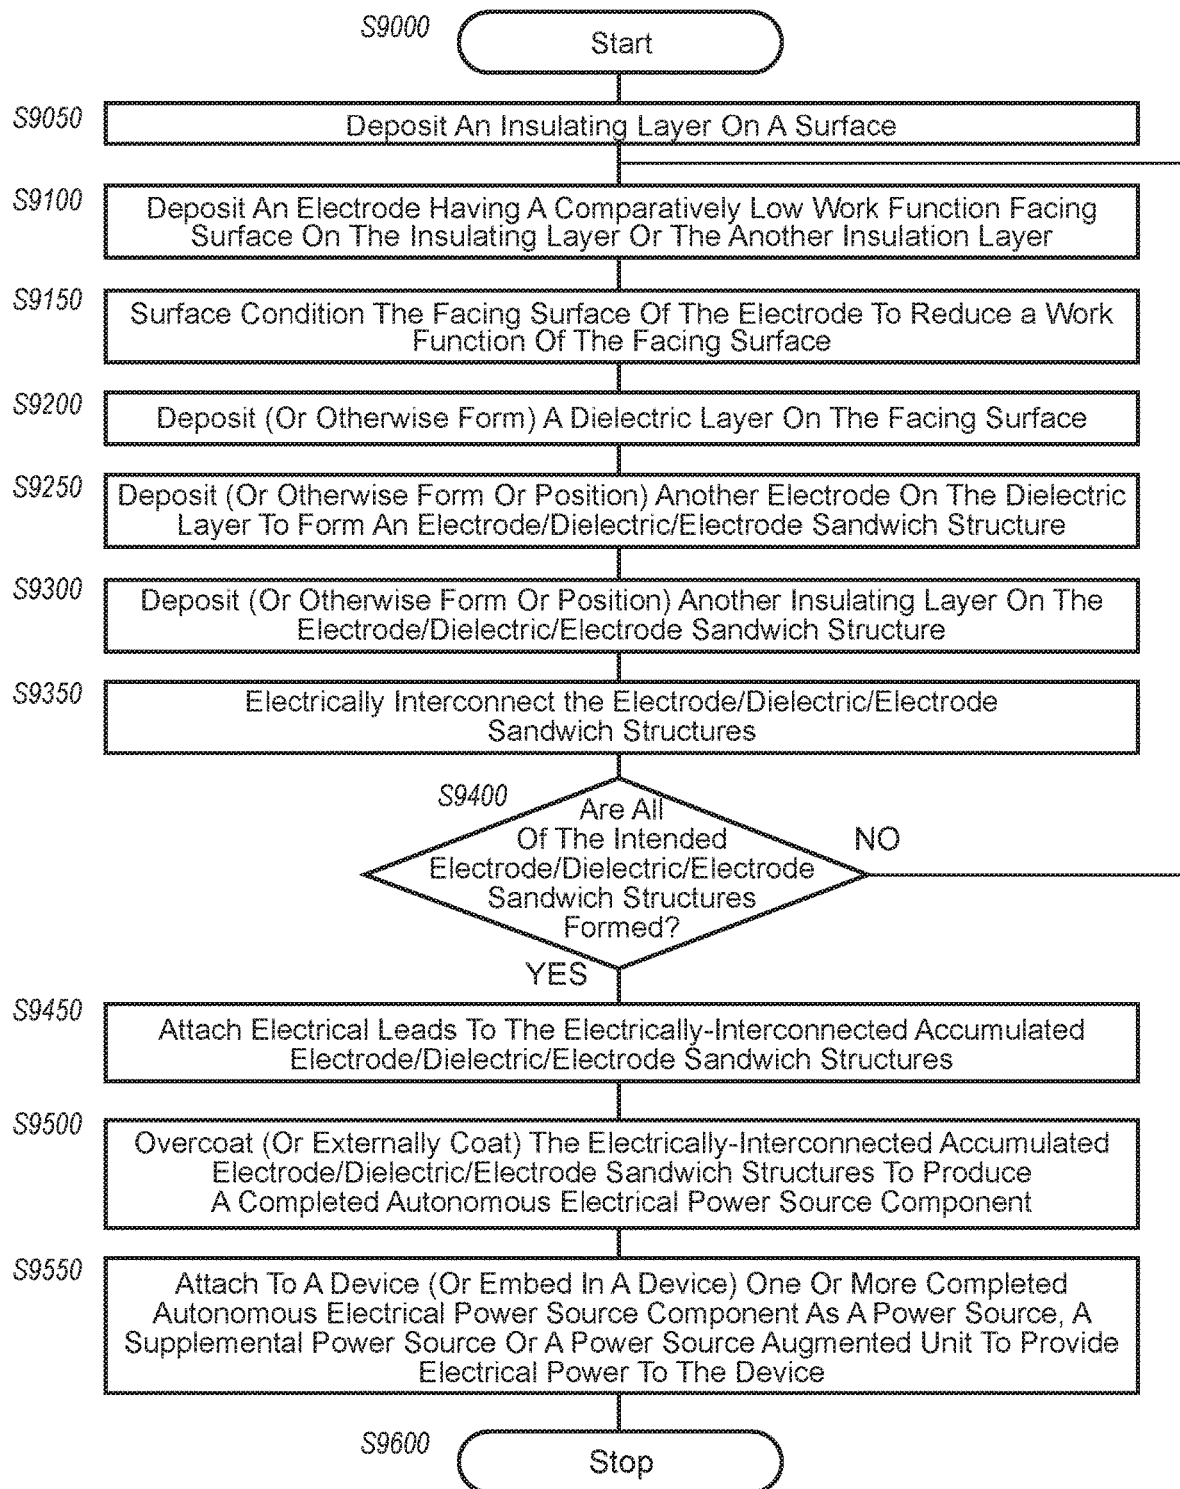 S9000
Start
S9050
Deposit An Insulating Layer On A Surface
S9100
Deposit An Electrode Having A Comparatively Low Work Function Facing
Surface On The Insulating Layer Or The Another Insulation Layer
S9150
Surface Condition The Facing Surface Of The Electrode To Reduce a Work
Function Of The Facing Surface
S9200
Deposit (Or Otherwise Form) A Dielectric Layer On The Facing Surface
S9250
Deposit (Or Otherwise Form Or Position) Another Electrode On The Dielectric
Layer To Form An Electrode/Dielectric/Electrode Sandwich Structure
S9300
Deposit (Or Otherwise Form Or Position) Another Insulating Layer On The
Electrode/Dielectric/Electrode Sandwich Structure
S9350
Electrically Interconnect the Electrode/Dielectric/Electrode
Sandwich Structures
S9400
Are All
Of The Intended
Electrode/Dielectric/Electrode
Sandwich Structures
Formed?
NO
YES
S9450
Attach Electrical Leads To The Electrically-Interconnected Accumulated
Electrode/Dielectric/Electrode Sandwich Structures
S9500
Overcoat (Or Externally Coat) The Electrically-Interconnected Accumulated
Electrode/Dielectric/Electrode Sandwich Structures To Produce
A Completed Autonomous Electrical Power Source Component
S9550
Attach To A Device (Or Embed In A Device) One Or More Completed
Autonomous Electrical Power Source Component As A Power Source, A
Supplemental Power Source Or A Power Source Augmented Unit To Provide
Electrical Power To The Device
S9600
Stop